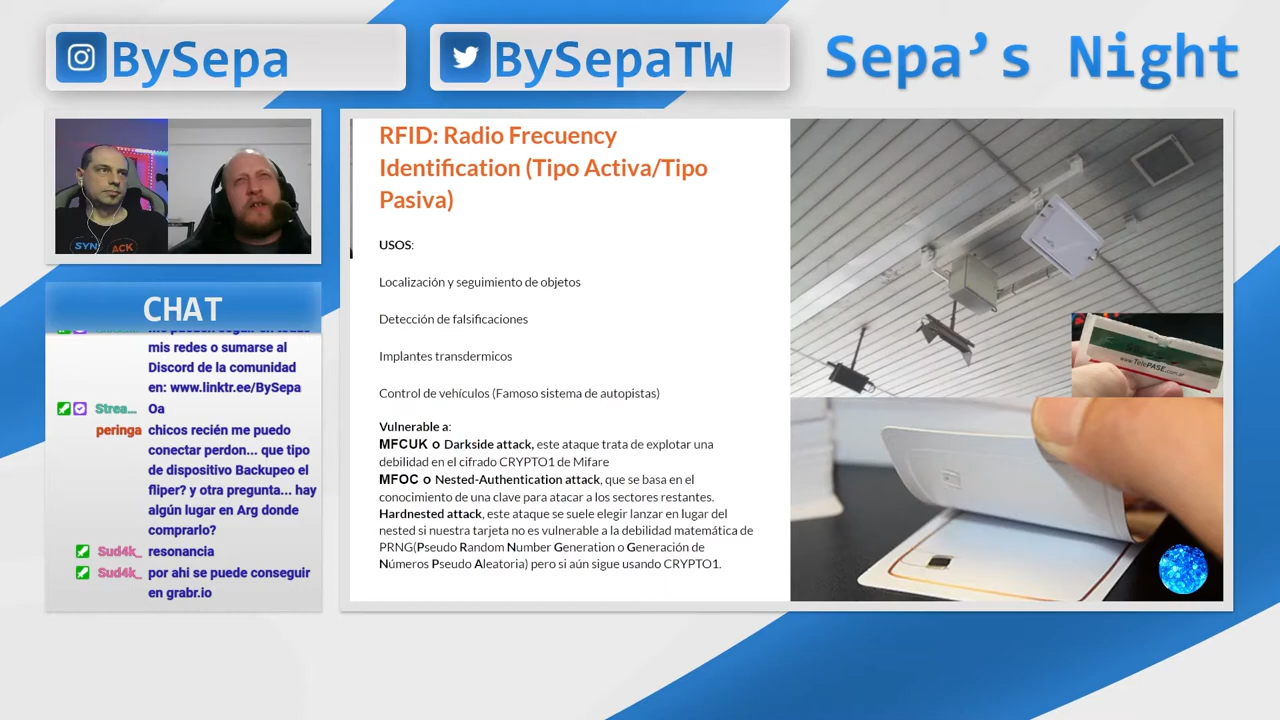 BySepa
BySepaTW
Sepa's Night
SYN ACK
CHAT
mis redes o sumarse al
Discord de la comunidad
en: www.linktr.ee/BySepa
Strea... Oa
peringa chicos recién me puedo
conectar perdon... que tipo
de dispositivo Backupeo el
fliper? y otra pregunta... hay
algún lugar en Arg donde
comprarlo?
Sud4k_ resonancia
Sud4k_ por ahi se puede conseguir
en grabr.io
RFID: Radio Frecuency
Identification (Tipo Activa/Tipo
Pasiva)
USOS:
Localización y seguimiento de objetos
Detección de falsificaciones
Implantes transdermicos
Control de vehículos (Famoso sistema de autopistas)
Vulnerable a:
MFCUK o Darkside attack, este ataque trata de explotar una
debilidad en el cifrado CRYPTO1 de Mifare
MFOC o Nested-Authentication attack, que se basa en el
conocimiento de una clave para atacar a los sectores restantes.
Hardnested attack, este ataque se suele elegir lanzar en lugar del
nested si nuestra tarjeta no es vulnerable a la debilidad matemática de
PRNG(Pseudo Random Number Generation o Generación de
Números Pseudo Aleatoria) pero si aún sigue usando CRYPTO1.
www.TelePASE.com.ar